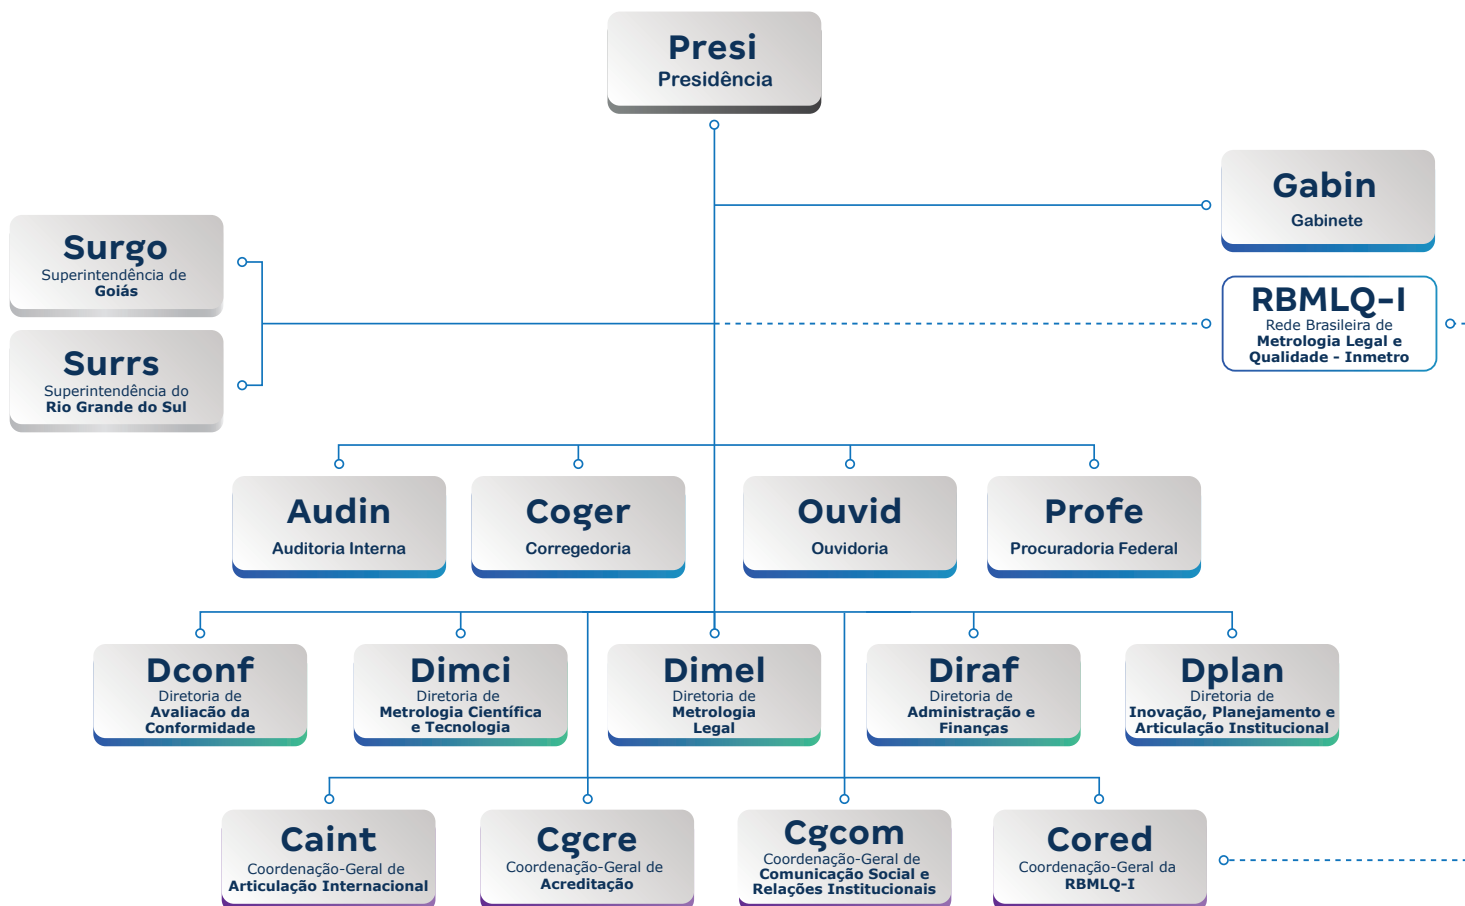 Presi
Presidência
Gabin
Gabinete
Surgo
Superintendência de
Goiás
RBMLQ-I
Rede Brasileira de
Metrologia Legal e
Qualidade - Inmetro
Surrs
Superintendência do
Rio Grande do Sul
Audin
Auditoria Interna
Coger
Corregedoria
Ouvid
Ouvidoria
Profe
Procuradoria Federal
Dconf
Diretoria de
Avaliacão da
Conformidade
Dimci
Diretoria de
Metrologia Científica
e Tecnologia
Dimel
Diretoria de
Metrologia
Legal
Diraf
Diretoria de
Administração e
Finanças
Dplan
Diretoria de
Inovação, Planejamento e
Articulação Institucional
Caint
Coordenação-Geral de
Articulação Internacional
Cgcre
Coordenação-Geral de
Acreditação
Cgcom
Coordenação-Geral de
Comunicação Social e
Relações Institucionais
Cored
Coordenação-Geral da
RBMLQ-I